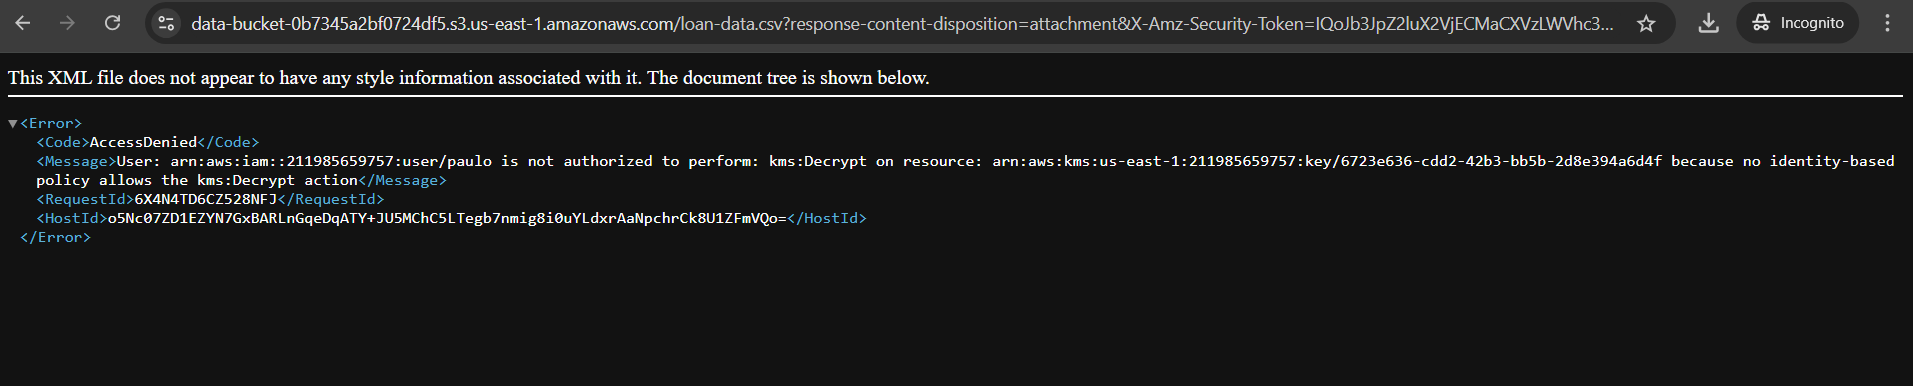 data-bucket-0b7345a2bf0724df5.s3.us-east-1.amazonaws.com/loan-data.csv?response-content-disposition=attachment&X-Amz-Security-Token=IQoJb3JpZ2luX2VjECMaCXVzLWVhc3... Incognito
This XML file does not appear to have any style information associated with it. The document tree is shown below.
▼<Error>
<Code>AccessDenied</Code>
<Message>User: arn:aws:iam::211985659757:user/paulo is not authorized to perform: kms:Decrypt on resource: arn:aws:kms:us-east-1:211985659757:key/6723e636-cdd2-42b3-bb5b-2d8e394a6d4f because no identity-based
policy allows the kms:Decrypt action</Message>
<RequestId>6X4N4TD6CZ528NFJ</RequestId>
<HostId>o5Nc07ZD1EZYN7GxBARLnGqeDqATY+JU5MChC5LTegb7nmig8i0uYLdxrAaNpchrCk8U1ZFmVQo=</HostId>
</Error>